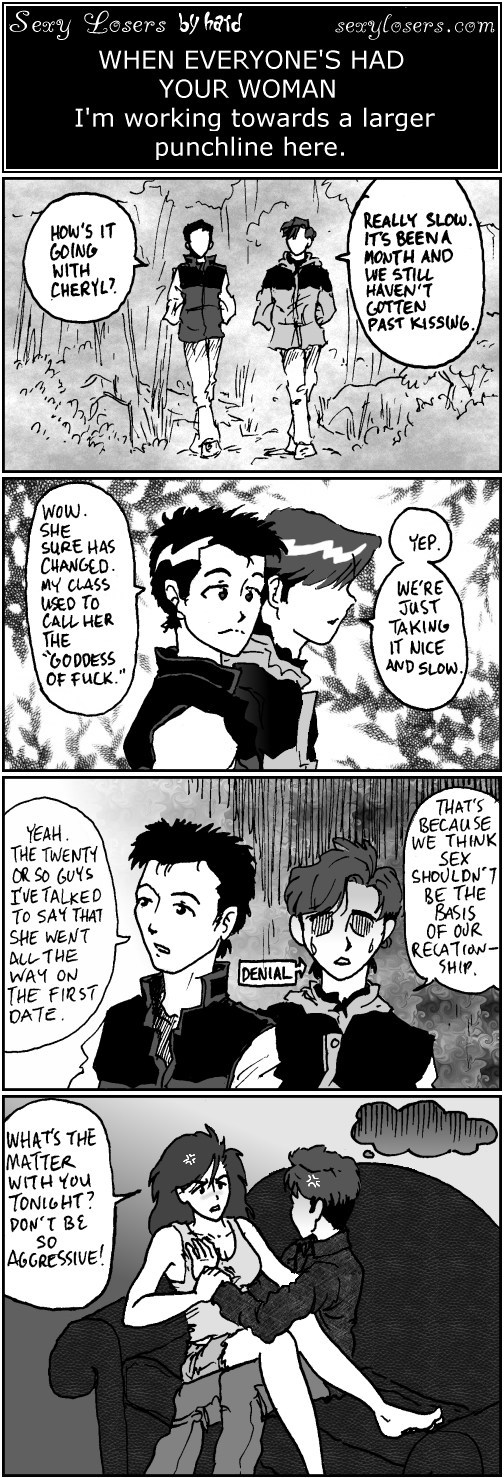 Sexy Losers by hard
sexylosers.com
WHEN EVERYONE'S HAD
YOUR WOMAN
I'm working towards a larger
punchline here.
HOW'S IT
GOING
WITH
CHERYL?
REALLY SLOW.
IT'S BEEN A
MONTH AND
WE STILL
HAVEN'T
GOTTEN
PAST KISSING.
WOW.
SHE
SURE HAS
CHANGED.
MY CLASS
USED TO
CALL HER
THE
"GODDESS
OF FUCK."
YEP.
WE'RE
JUST
TAKING
IT NICE
AND SLOW.
YEAH.
THE TWENTY
OR SO GUYS
I'VE TALKED
TO SAY THAT
SHE WENT
ALL THE
WAY ON
THE FIRST
DATE.
DENIAL
THAT'S
BECAUSE
WE THINK
SEX
SHOULDN'T
BE THE
BASIS
OF OUR
RELATION-
SHIP.
WHAT'S THE
MATTER
WITH YOU
TONIGHT?
DON'T BE
SO
AGGRESSIVE!